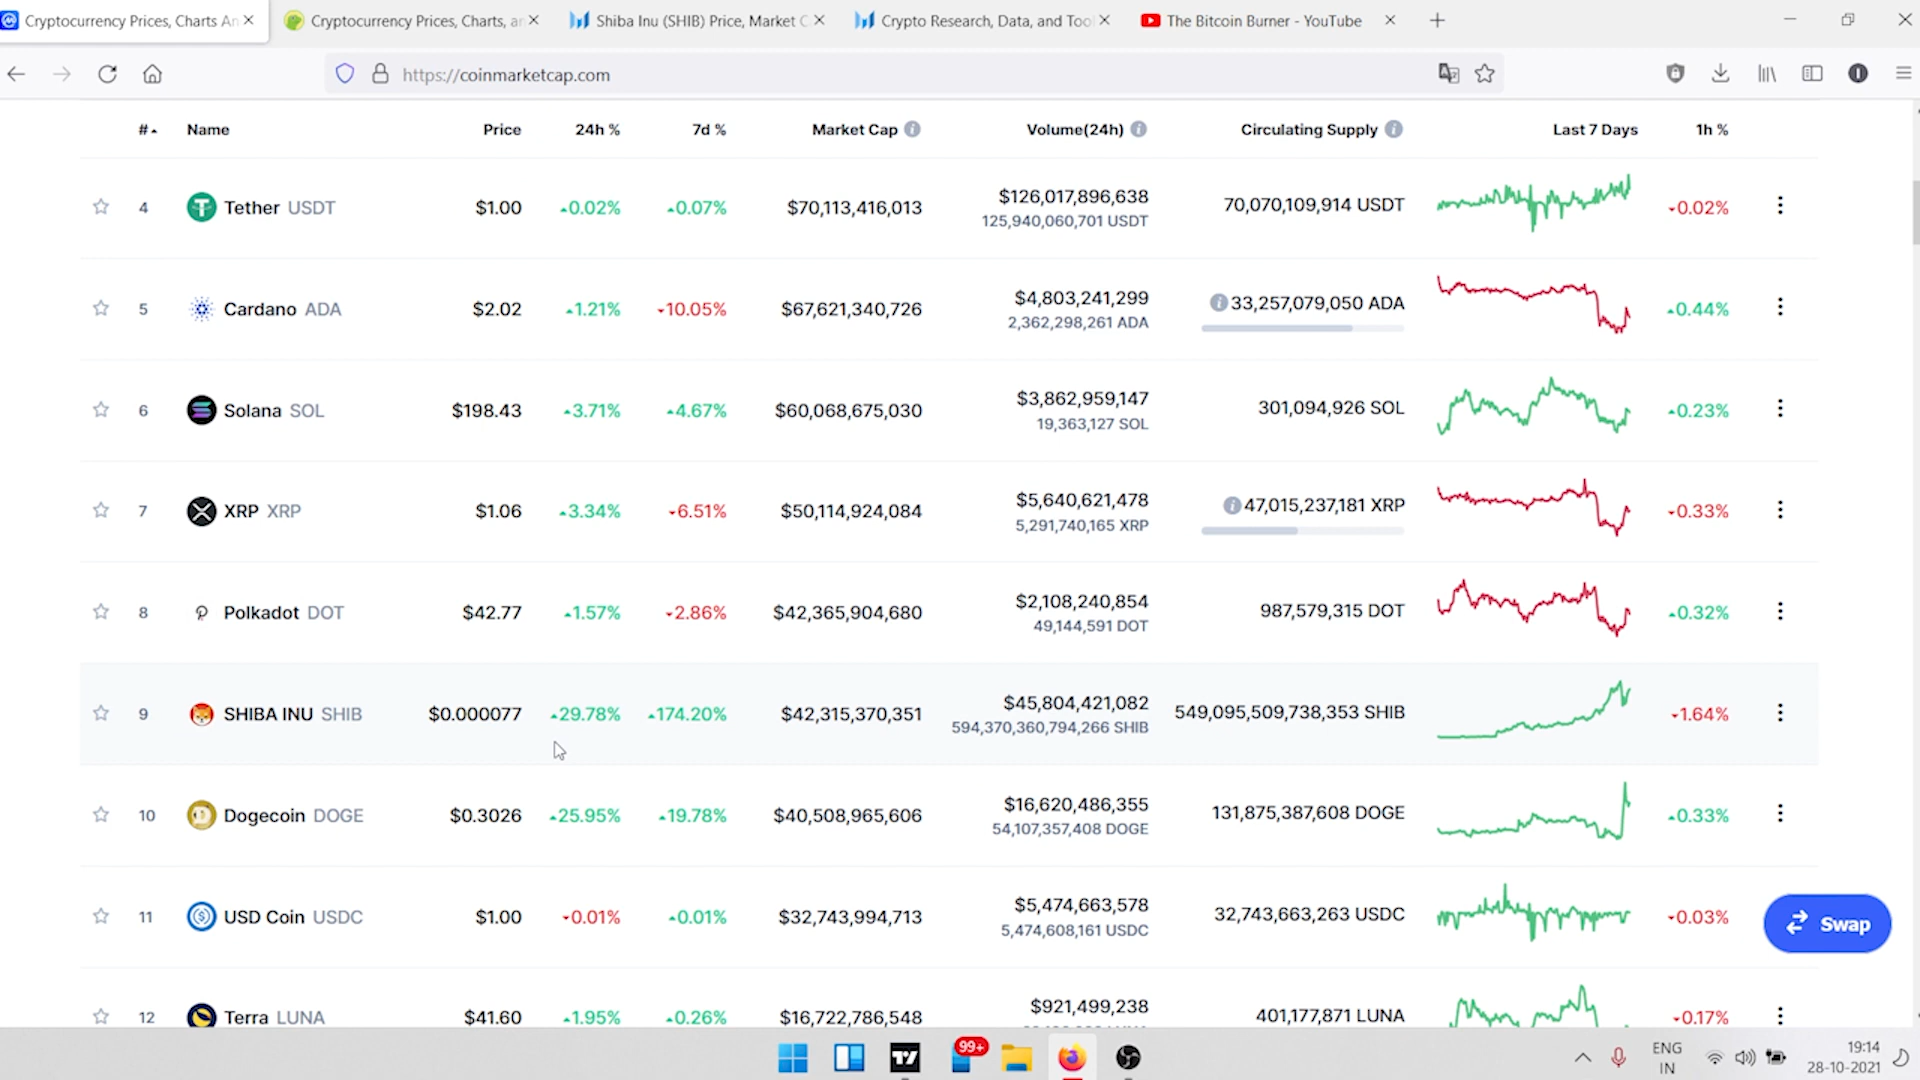 Cryptocurrency Prices, Charts An
Cryptocurrency Prices, Charts, an
Shiba Inu (SHIB) Price, Market C
Crypto Research, Data, and Tool
The Bitcoin Burner - YouTube
https://coinmarketcap.com
# Name Price 24h % 7d % Market Cap Volume(24h) Circulating Supply Last 7 Days 1h %
4 Tether USDT $1.00 0.02% 0.07% $70,113,416,013 $126,017,896,638 70,070,109,914 USDT 0.02%
125,940,060,701 USDT
5 Cardano ADA $2.02 1.21% 10.05% $67,621,340,726 $4,803,241,299 33,257,079,050 ADA 0.44%
2,362,298,261 ADA
6 Solana SOL $198.43 3.71% 4.67% $60,068,675,030 $3,862,959,147 301,094,926 SOL 0.23%
19,363,127 SOL
7 XRP XRP $1.06 3.34% 6.51% $50,114,924,084 $5,640,621,478 47,015,237,181 XRP 0.33%
5,291,740,165 XRP
8 Polkadot DOT $42.77 1.57% 2.86% $42,365,904,680 $2,108,240,854 987,579,315 DOT 0.32%
49,144,591 DOT
9 SHIBA INU SHIB $0.000077 29.78% 174.20% $42,315,370,351 $45,804,421,082 549,095,509,738,353 SHIB 1.64%
594,370,360,794,266 SHIB
10 Dogecoin DOGE $0.3026 25.95% 19.78% $40,508,965,606 $16,620,486,355 131,875,387,608 DOGE 0.33%
54,107,357,408 DOGE
11 USD Coin USDC $1.00 0.01% 0.01% $32,743,994,713 $5,474,663,578 32,743,663,263 USDC 0.03%
5,474,608,161 USDC
Swap
12 Terra LUNA $41.60 1.95% 0.26% $16,722,786,548 $921,499,238 401,177,871 LUNA 0.17%
99+
ENG
IN
19:14
28-10-2021